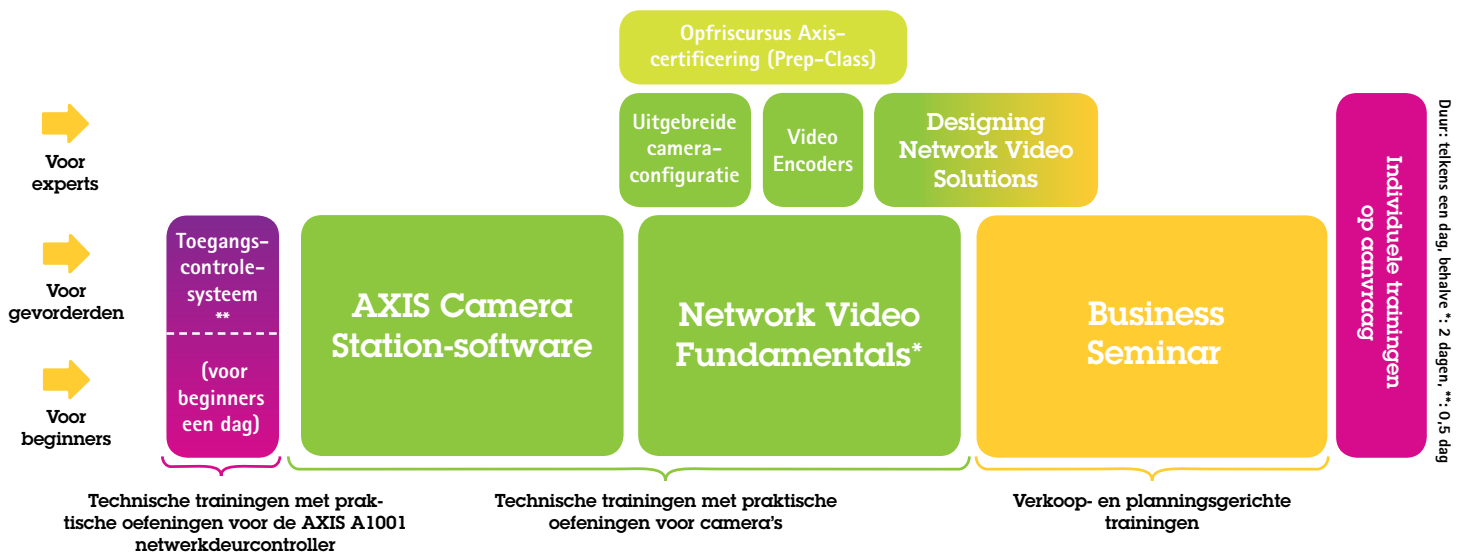 Opfriscursus Axis-
certificering (Prep-Class)
Voor
experts
Uitgebreide
camera-
configuratie
Video
Encoders
Designing
Network Video
Solutions
Voor
gevorderden
Voor
beginners
Toegangs-
controle-
systeem
**
(voor
beginners
een dag)
AXIS Camera
Station-software
Network Video
Fundamentals*
Business
Seminar
Individuele trainingen
op aanvraag
Duur: telkens een dag, behalve *: 2 dagen, **: 0,5 dag
Technische trainingen met prak-
tische oefeningen voor de AXIS A1001
netwerkdeurcontroller
Technische trainingen met praktische
oefeningen voor camera's
Verkoop- en planningsgerichte
trainingen